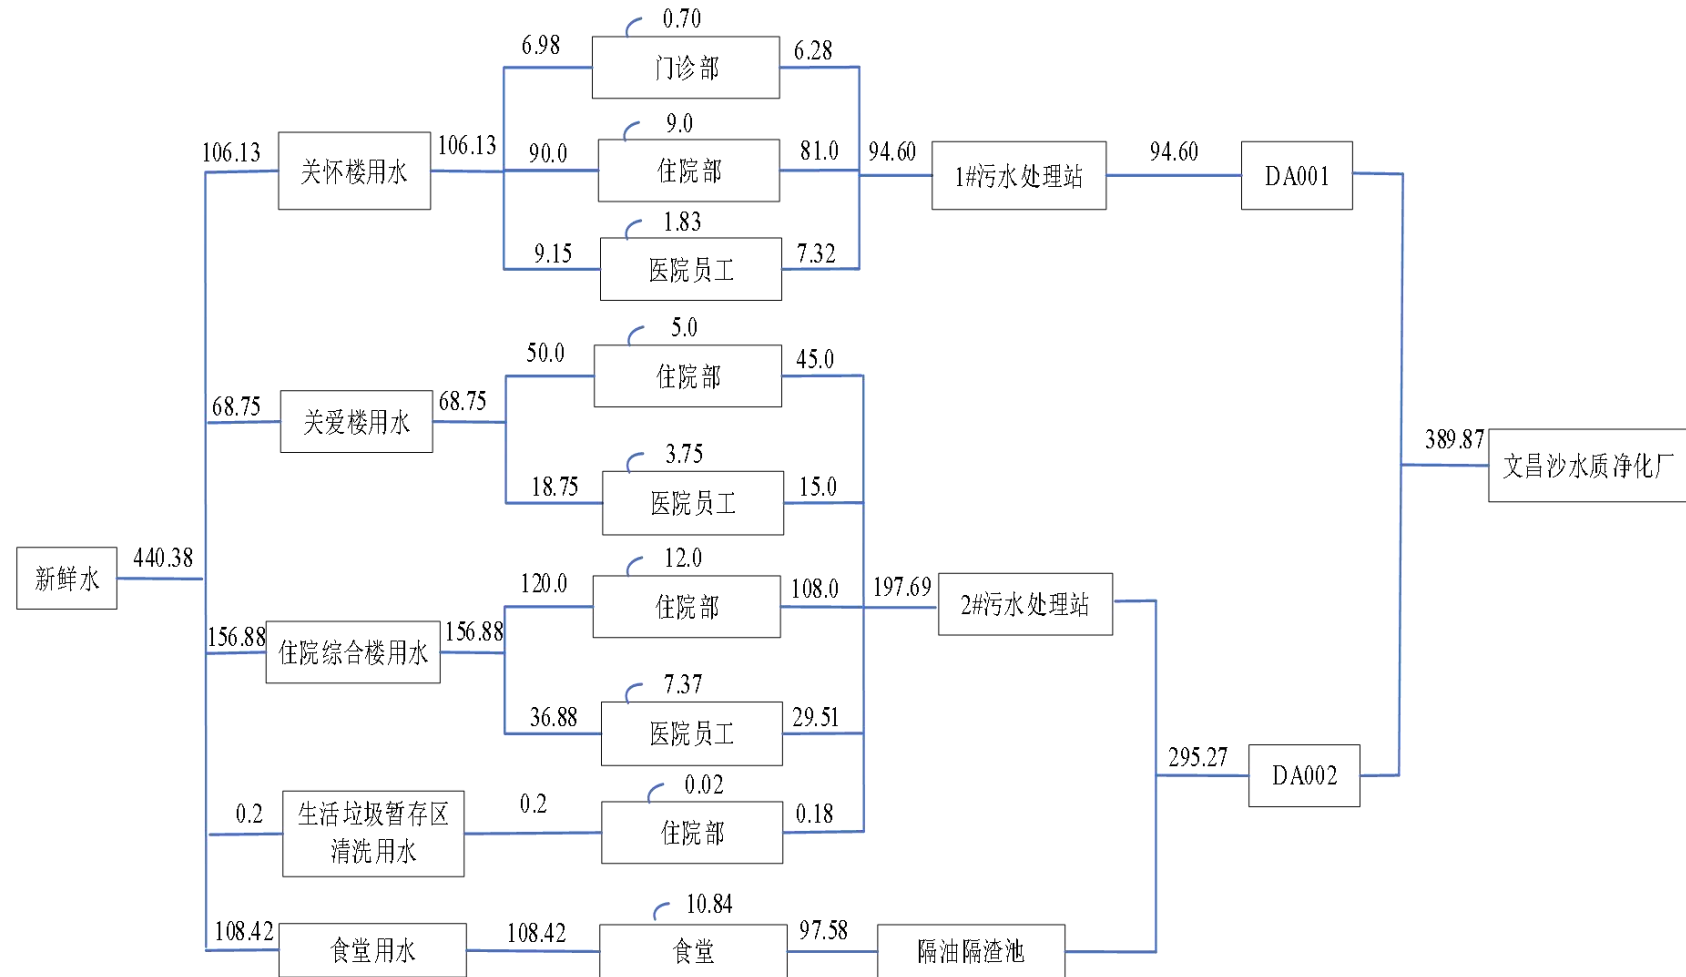 0.70
6.98
门诊部
6.28
106.13
关怀楼用水
106.13
9.0
90.0
住院部
81.0
94.60
1#污水处理站
94.60
DA001
1.83
9.15
医院员工
7.32
5.0
50.0
住院部
45.0
68.75
关爱楼用水
68.75
3.75
18.75
医院员工
15.0
389.87
文昌沙水质净化厂
新鲜水
440.38
12.0
120.0
住院部
108.0
197.69
2#污水处理站
156.88
住院综合楼用水
156.88
7.37
36.88
医院员工
29.51
295.27
DA002
0.2
生活垃圾暂存区
清洗用水
0.2
0.02
住院部
0.18
108.42
食堂用水
108.42
10.84
食堂
97.58
隔油隔渣池